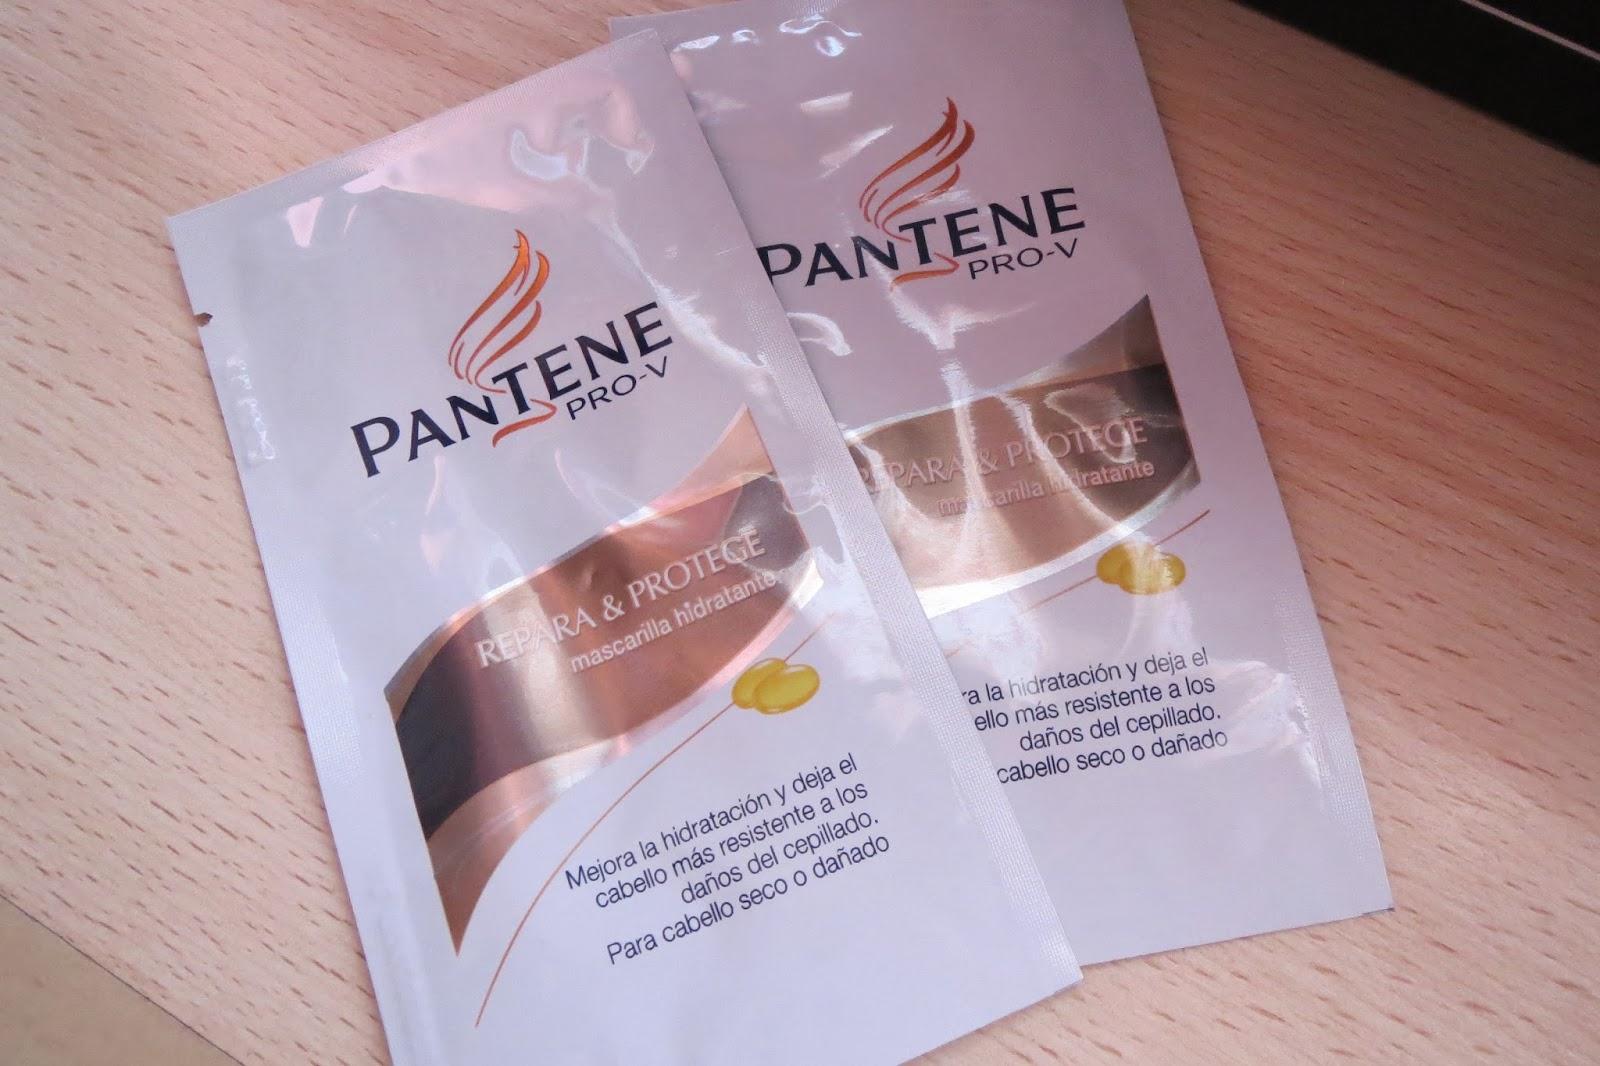 PANTENE
PRO-V
REPARA & PROTEGE
mascarilla hidratante
Mejora la hidratación y deja el
cabello más resistente a los
daños del cepillado.
Para cabello seco o dañado
PANTENE
PRO-V
REPARA & PROTEGE
mascarilla hidratante
ra la hidratación y deja el
ello más resistente a los
daños del cepillado.
cabello seco o dañado